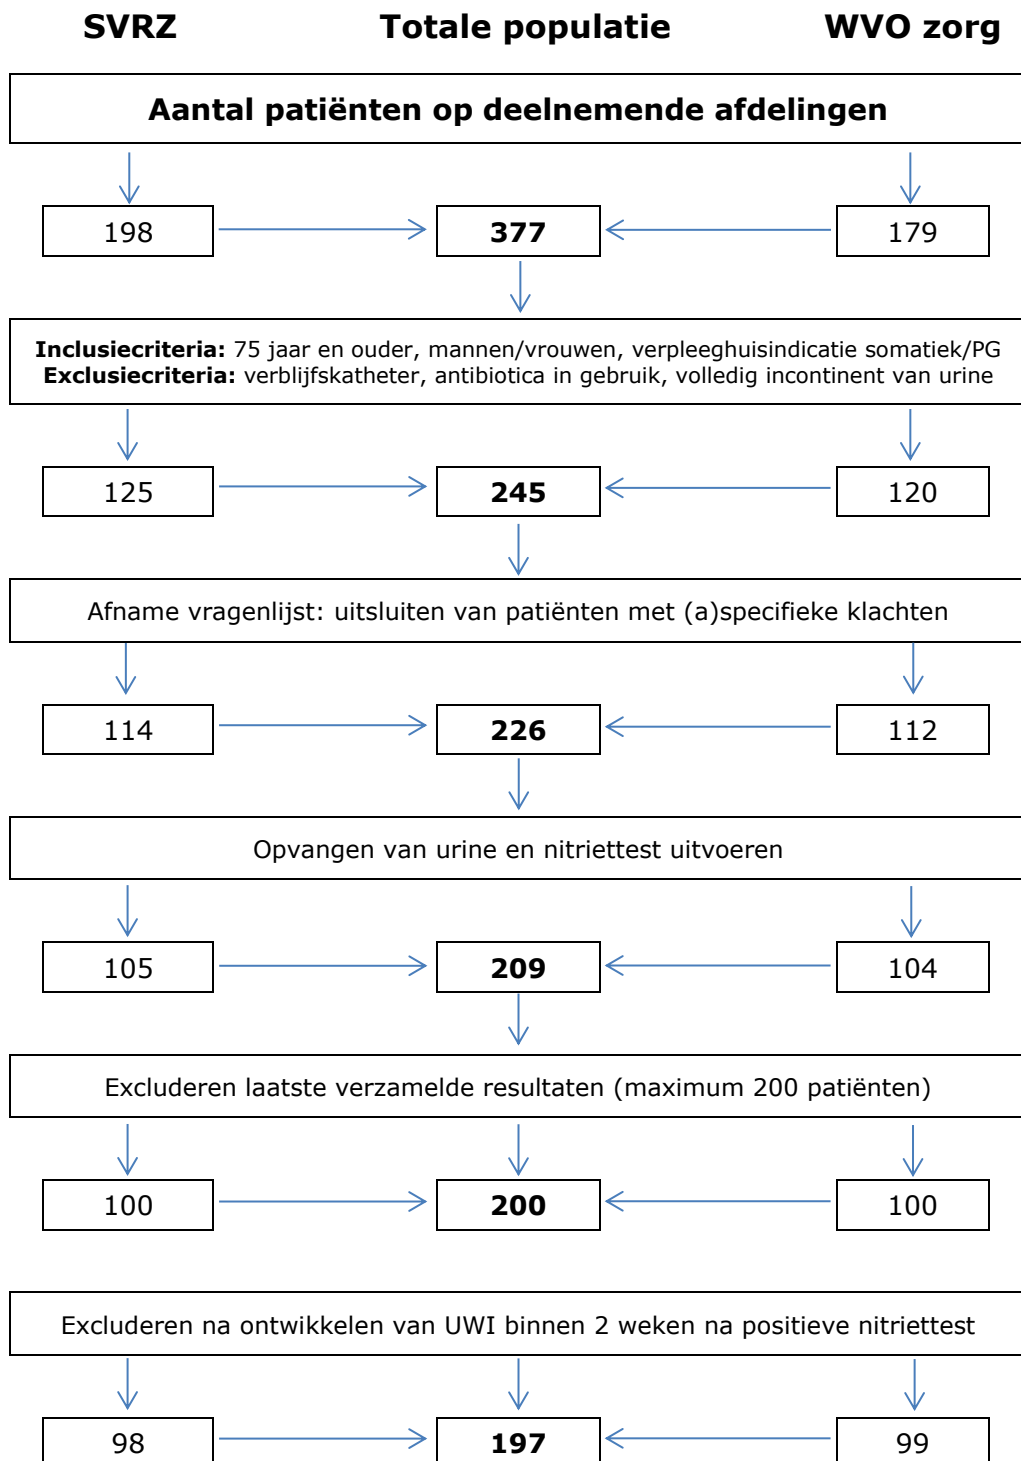 SVRZ Totale populatie WVO zorg
Aantal patiënten op deelnemende afdelingen
198 377 179
Inclusiecriteria: 75 jaar en ouder, mannen/vrouwen, verpleeghuisindicatie somatiek/PG
Exclusiecriteria: verblijfskatheter, antibiotica in gebruik, volledig incontinent van urine
125 245 120
Afname vragenlijst: uitsluiten van patiënten met (a)specifieke klachten
114 226 112
Opvangen van urine en nitriettest uitvoeren
105 209 104
Excluderen laatste verzamelde resultaten (maximum 200 patiënten)
100 200 100
Excluderen na ontwikkelen van UWI binnen 2 weken na positieve nitriettest
98 197 99